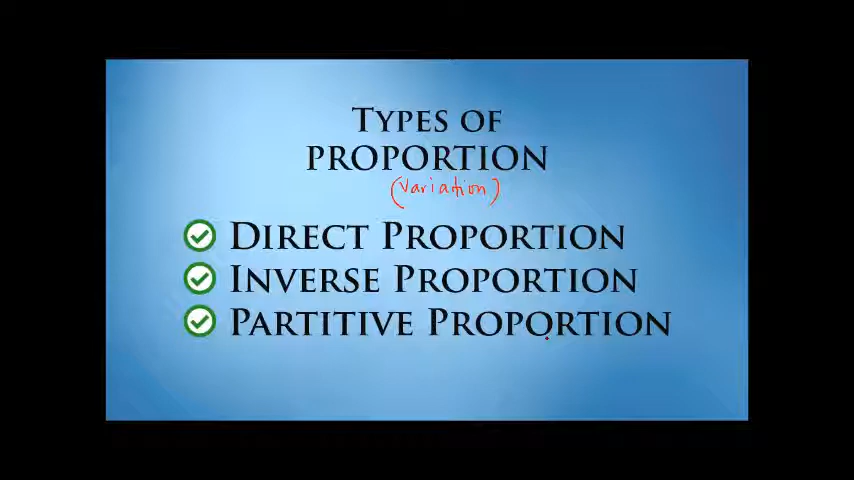 TYPES OF
PROPORTION
(variation)
DIRECT PROPORTION
INVERSE PROPORTION
PARTITIVE PROPORTION